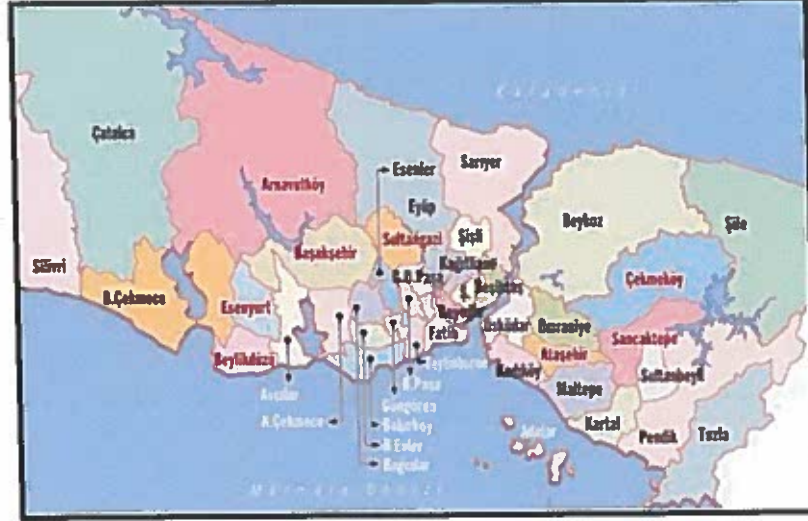 Karadeniz
Çatalca
Esenler
Sarıyer
Arnavutköy
Eyüp
Beykoz
Şile
Şişli
Sultangazi
Başakşehir
Kağıthane
Silivri
G.O.Paşa
Beşiktaş
Çekmeköy
B.Çekmece
Esenyurt
Beyoğlu
Fatih
Üsküdar
Ümraniye
Sancaktepe
Ataşehir
Beylikdüzü
Zeytinburnu
Kadıköy
Sultanbeyli
B.Paşa
Maltepe
Avcılar
Güngören
K.Çekmece
Bakırköy
Kartal
Pendik
Tuzla
Adalar
B.Evler
Bağcılar
Marmara Denizi